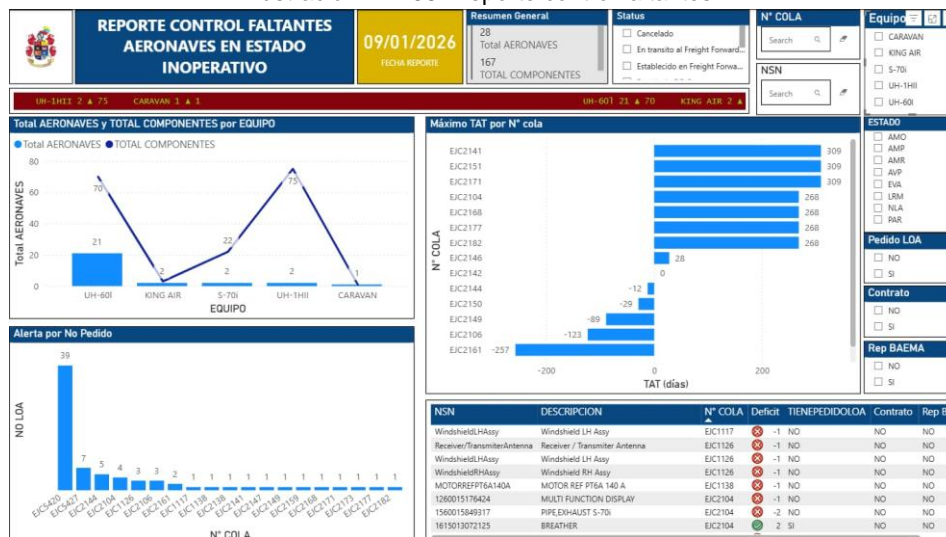 REPORTE CONTROL FALTANTES
AERONAVES EN ESTADO
INOPERATIVO
09/01/2026
FECHA REPORTE
Resumen General
28
Total AERONAVES
167
TOTAL COMPONENTES
Status
Cancelado
En transito al Freight Forward...
Establecido en Freight Forwa...
N° COLA
Search
NSN
Search
Equipo
CARAVAN
KING AIR
S-70i
UH-1HII
UH-60l
UH-1HII 2 ▲ 75 CARAVAN 1 ▲ 1 UH-60l 21 ▲ 70 KING AIR 2 ▲
Total AERONAVES y TOTAL COMPONENTES por EQUIPO
Total AERONAVES TOTAL COMPONENTES
Total AERONAVES
80
60
40
20
0
70
2
22
75
1
21
2
2
UH-60l KING AIR S-70i UH-1HII CARAVAN
EQUIPO
Máximo TAT por N° cola
N° COLA
EJC2141 309
EJC2151 309
EJC2171 309
EJC2104 268
EJC2168 268
EJC2177 268
EJC2182 268
EJC2146 28
EJC2142 0
EJC2144 -12
EJC2150 -29
EJC2149 -89
EJC2106 -123
EJC2161 -257
-200 0 200
TAT (días)
ESTADO
AMO
AMP
AMR
AVP
EVA
LRM
NLA
PAR
Pedido LOA
NO
SI
Contrato
NO
SI
Rep BAEMA
NO
SI
Alerta por No Pedido
NO LOA
39 7 5 4 3 3 2 1 1 1 1 1 1 1 1 1 1 1
EJC5420 EJC5427 EJC2144 EJC2104 EJC1126 EJC2106 EJC2161 EJC1117 EJC1138 EJC2138 EJC2141 EJC2147 EJC2149 EJC2159 EJC2168 EJC2171 EJC2173 EJC2177 EJC2182
N° COLA
NSN DESCRIPCION N° COLA Deficit TIENEPEDIDOLOA Contrato Rep B
WindshieldLHAssy Windshield LH Assy EJC1117 -1 NO NO NO
Receiver/TransmiterAntenna Receiver / Transmiter Antenna EJC1126 -1 NO NO NO
WindshieldLHAssy Windshield LH Assy EJC1126 -1 NO NO NO
WindshieldRHAssy Windshield RH Assy EJC1126 -1 NO NO NO
MOTORREFPT6A140A MOTOR REF PT6A 140 A EJC1138 -1 NO NO NO
1260015176424 MULTI FUNCTION DISPLAY EJC2104 -1 NO NO NO
1560015849317 PIPE,EXHAUST S-70i EJC2104 -2 NO NO NO
1615013072125 BREATHER EJC2104 2 SI NO NO